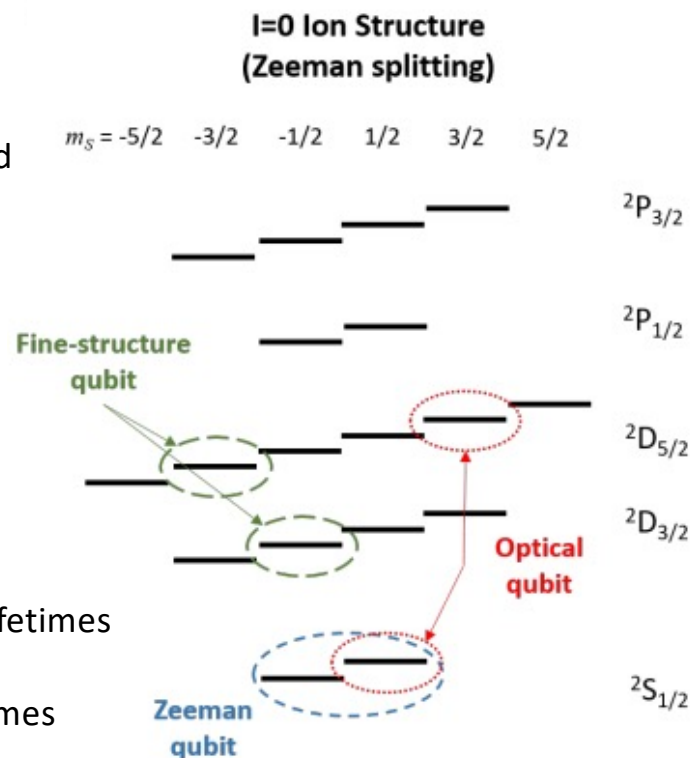 I=0 Ion Structure
(Zeeman splitting)
m_S = -5/2 -3/2 -1/2 1/2 3/2 5/2
²P₃/₂
²P₁/₂
Fine-structure
qubit
²D₅/₂
²D₃/₂
Optical
qubit
fetimes
²S₁/₂
mes
Zeeman
qubit